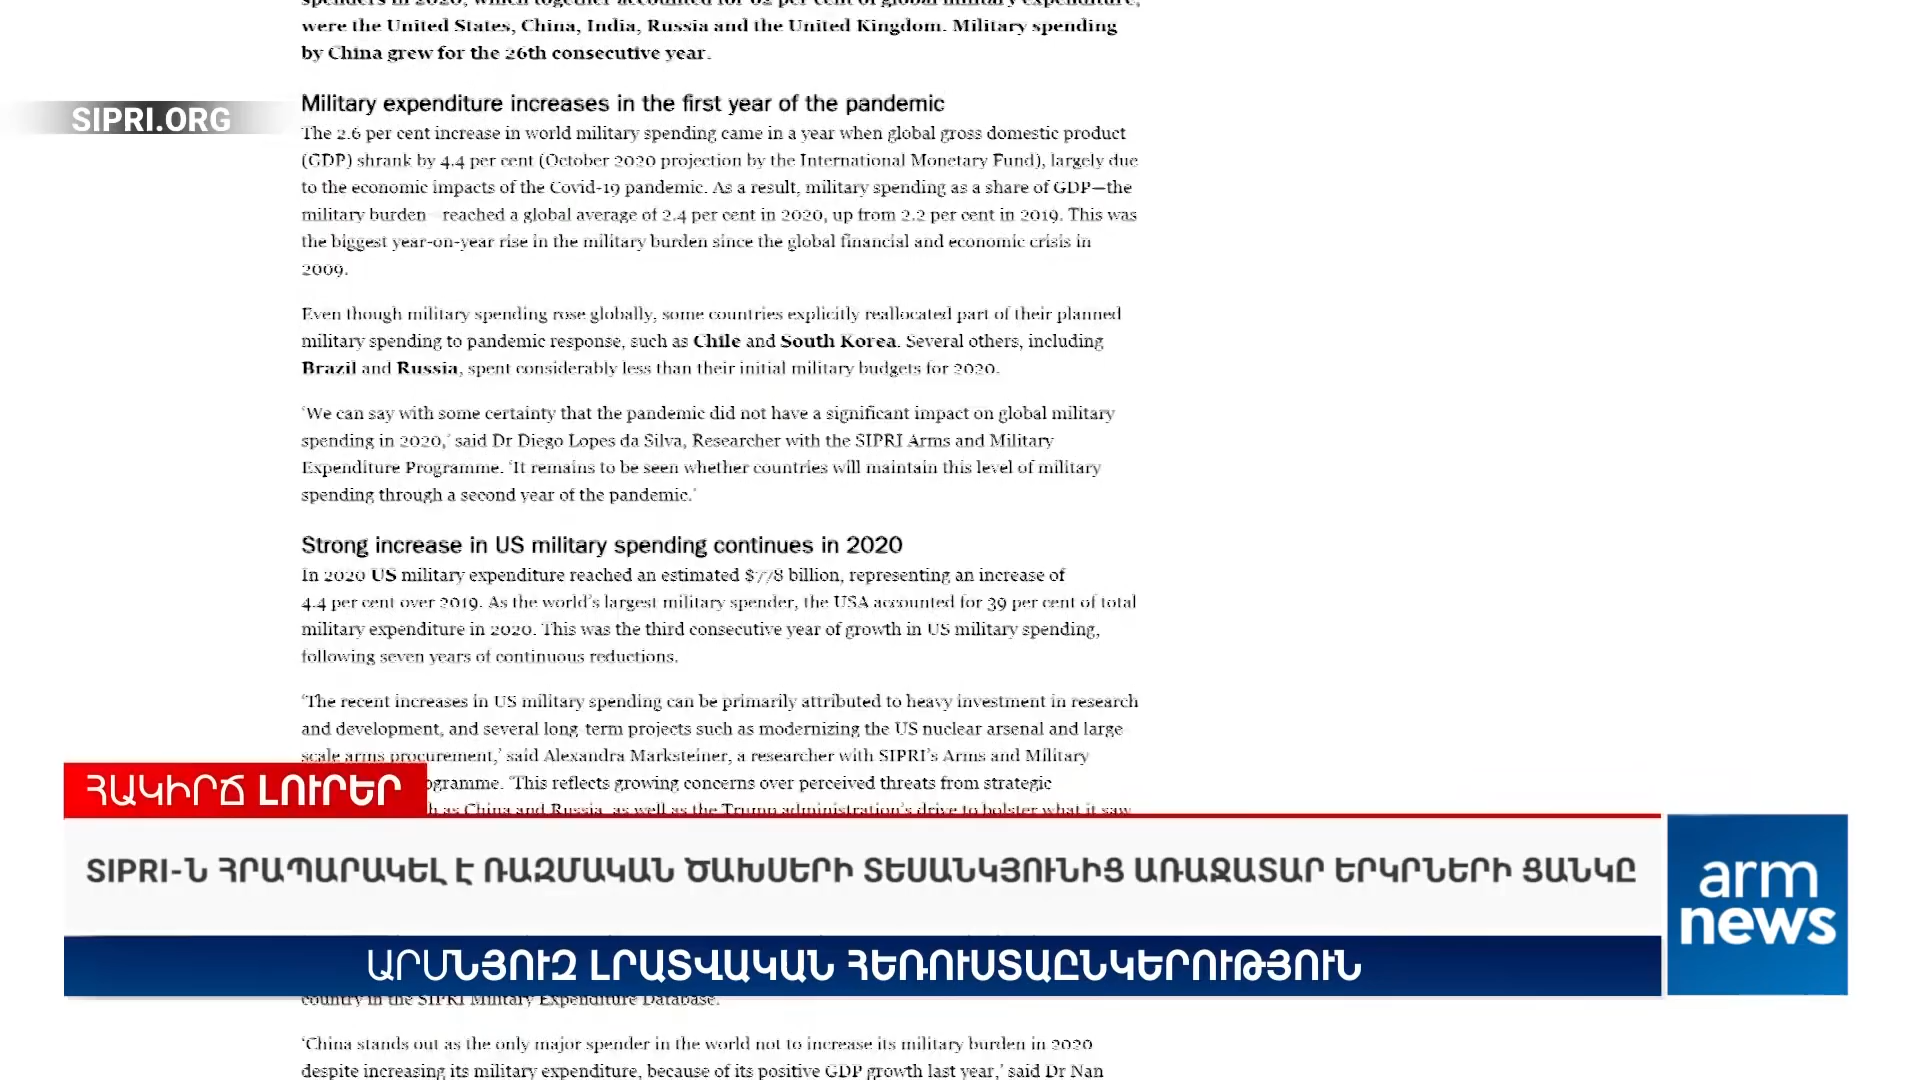 spenders in 2020, which together accounted for 62 per cent of global military expenditure,
were the United States, China, India, Russia and the United Kingdom. Military spending
by China grew for the 26th consecutive year.
Military expenditure increases in the first year of the pandemic
SIPRI.ORG
The 2.6 per cent increase in world military spending came in a year when global gross domestic product
(GDP) shrank by 4.4 per cent (October 2020 projection by the International Monetary Fund), largely due
to the economic impacts of the Covid-19 pandemic. As a result, military spending as a share of GDP—the
military burden—reached a global average of 2.4 per cent in 2020, up from 2.2 per cent in 2019. This was
the biggest year-on-year rise in the military burden since the global financial and economic crisis in
2009.
Even though military spending rose globally, some countries explicitly reallocated part of their planned
military spending to pandemic response, such as Chile and South Korea. Several others, including
Brazil and Russia, spent considerably less than their initial military budgets for 2020.
‘We can say with some certainty that the pandemic did not have a significant impact on global military
spending in 2020,’ said Dr Diego Lopes da Silva, Researcher with the SIPRI Arms and Military
Expenditure Programme. ‘It remains to be seen whether countries will maintain this level of military
spending through a second year of the pandemic.’
Strong increase in US military spending continues in 2020
In 2020 US military expenditure reached an estimated $778 billion, representing an increase of
4.4 per cent over 2019. As the world’s largest military spender, the USA accounted for 39 per cent of total
military expenditure in 2020. This was the third consecutive year of growth in US military spending,
following seven years of continuous reductions.
‘The recent increases in US military spending can be primarily attributed to heavy investment in research
and development, and several long-term projects such as modernizing the US nuclear arsenal and large
scale arms procurement,’ said Alexandra Marksteiner, a researcher with SIPRI’s Arms and Military
ogramme. ‘This reflects growing concerns over perceived threats from strategic
as China and Russia, as well as the Trump administration’s drive to bolster what it saw
ՀԱԿԻՐՃ ԼՈՒՐԵՐ
SIPRI-Ն ՀՐԱՊԱՐԱԿԵԼ Է ՌԱԶՄԱԿԱՆ ԾԱԽՍԵՐԻ ՏԵՍԱՆԿՅՈՒՆԻՑ ԱՌԱՋԱՏԱՐ ԵՐԿՐՆԵՐԻ ՑԱՆԿԸ
arm
news
ԱՐՄՆՅՈՒԶ ԼՐԱՏՎԱԿԱՆ ՀԵՌՈՒՍՏԱԸՆԿԵՐՈՒԹՅՈՒՆ
country in the SIPRI Military Expenditure Database.
‘China stands out as the only major spender in the world not to increase its military burden in 2020
despite increasing its military expenditure, because of its positive GDP growth last year,’ said Dr Nan